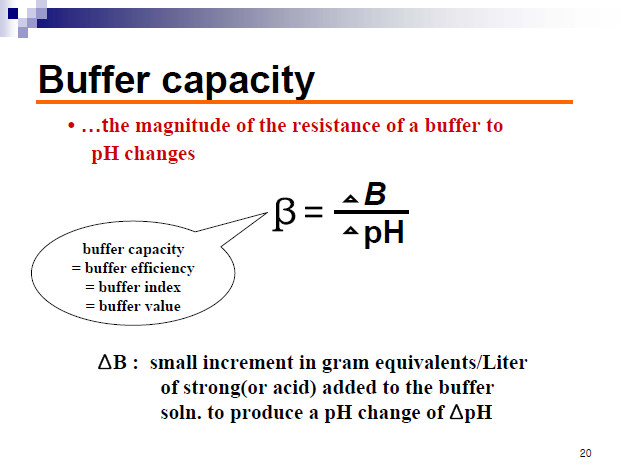 Buffer capacity
• …the magnitude of the resistance of a buffer to
pH changes
β = ΔB / ΔpH
buffer capacity
= buffer efficiency
= buffer index
= buffer value
ΔB : small increment in gram equivalents/Liter
of strong(or acid) added to the buffer
soln. to produce a pH change of ΔpH
20